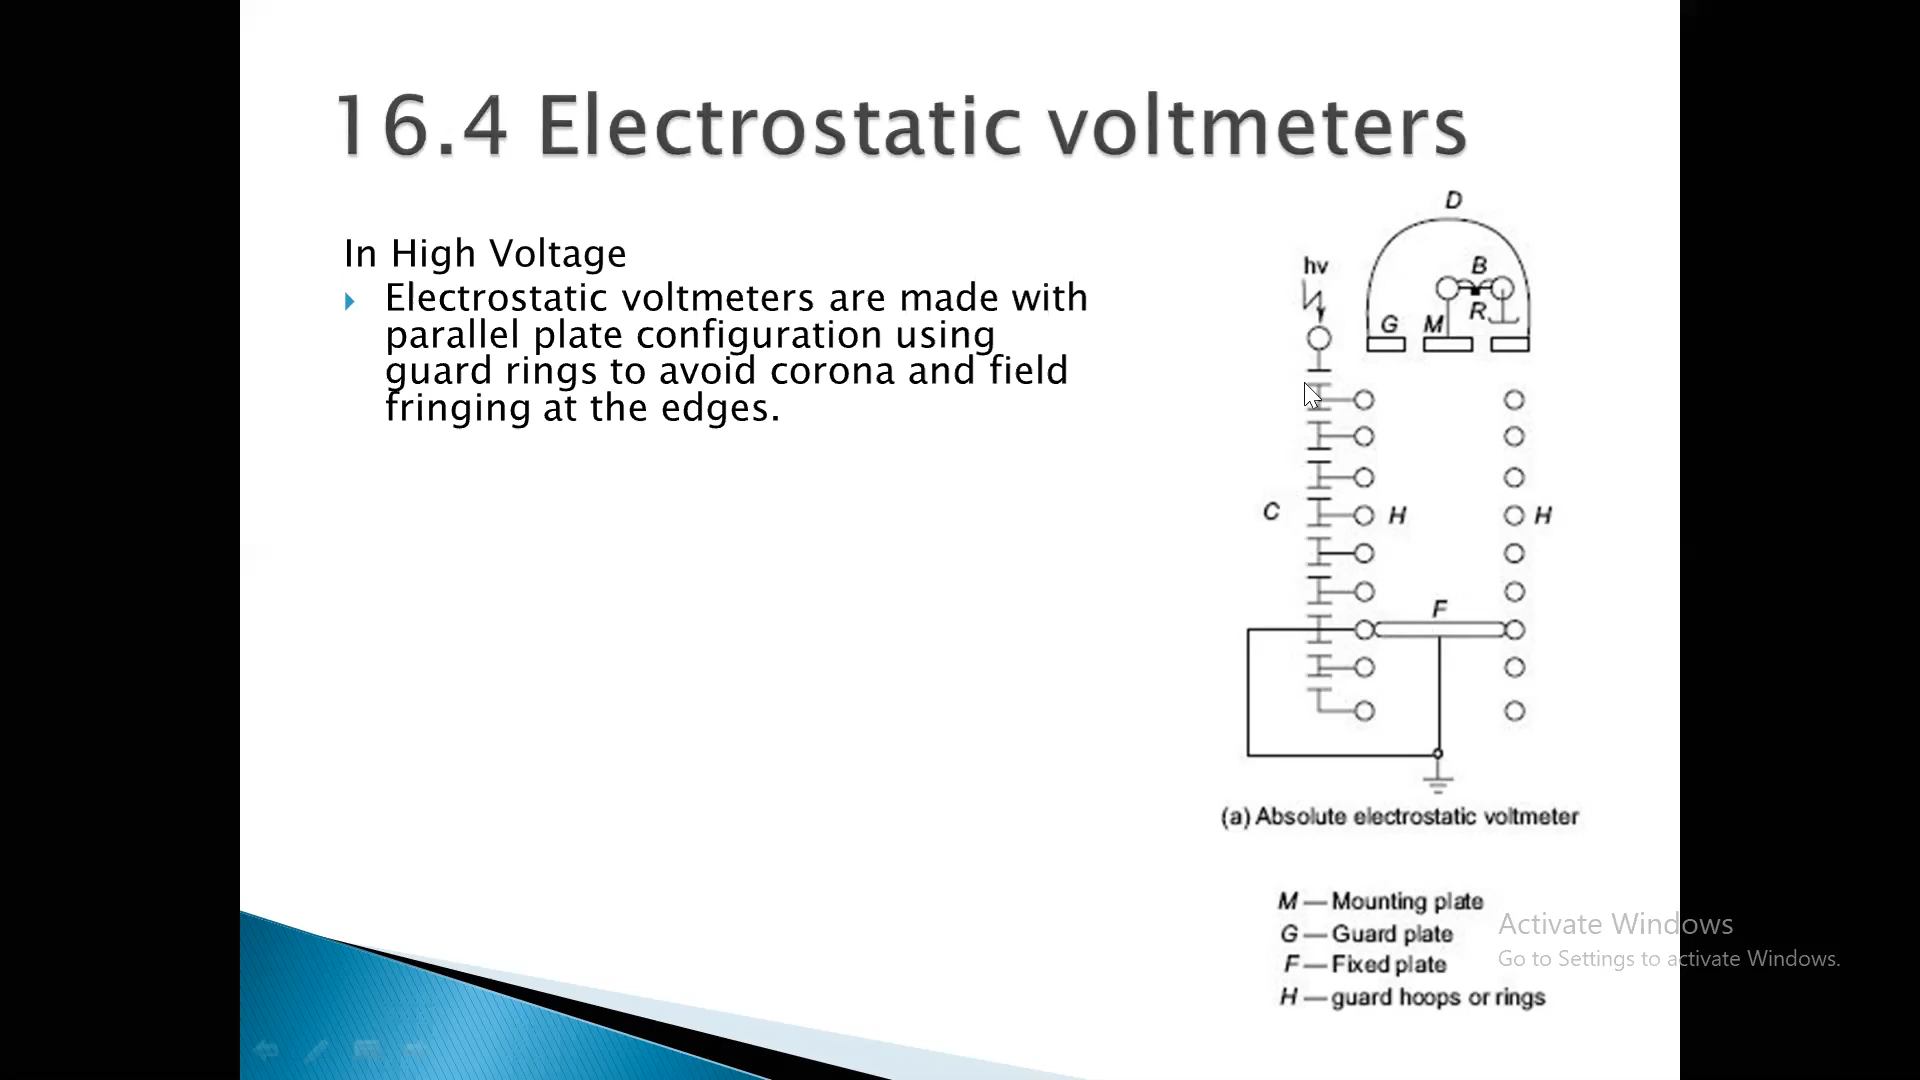 16.4 Electrostatic voltmeters
In High Voltage
Electrostatic voltmeters are made with
parallel plate configuration using
guard rings to avoid corona and field
fringing at the edges.
D
hv
B
G M R
C H H
F
(a) Absolute electrostatic voltmeter
M — Mounting plate
G — Guard plate
F — Fixed plate
H — guard hoops or rings
Activate Windows
Go to Settings to activate Windows.